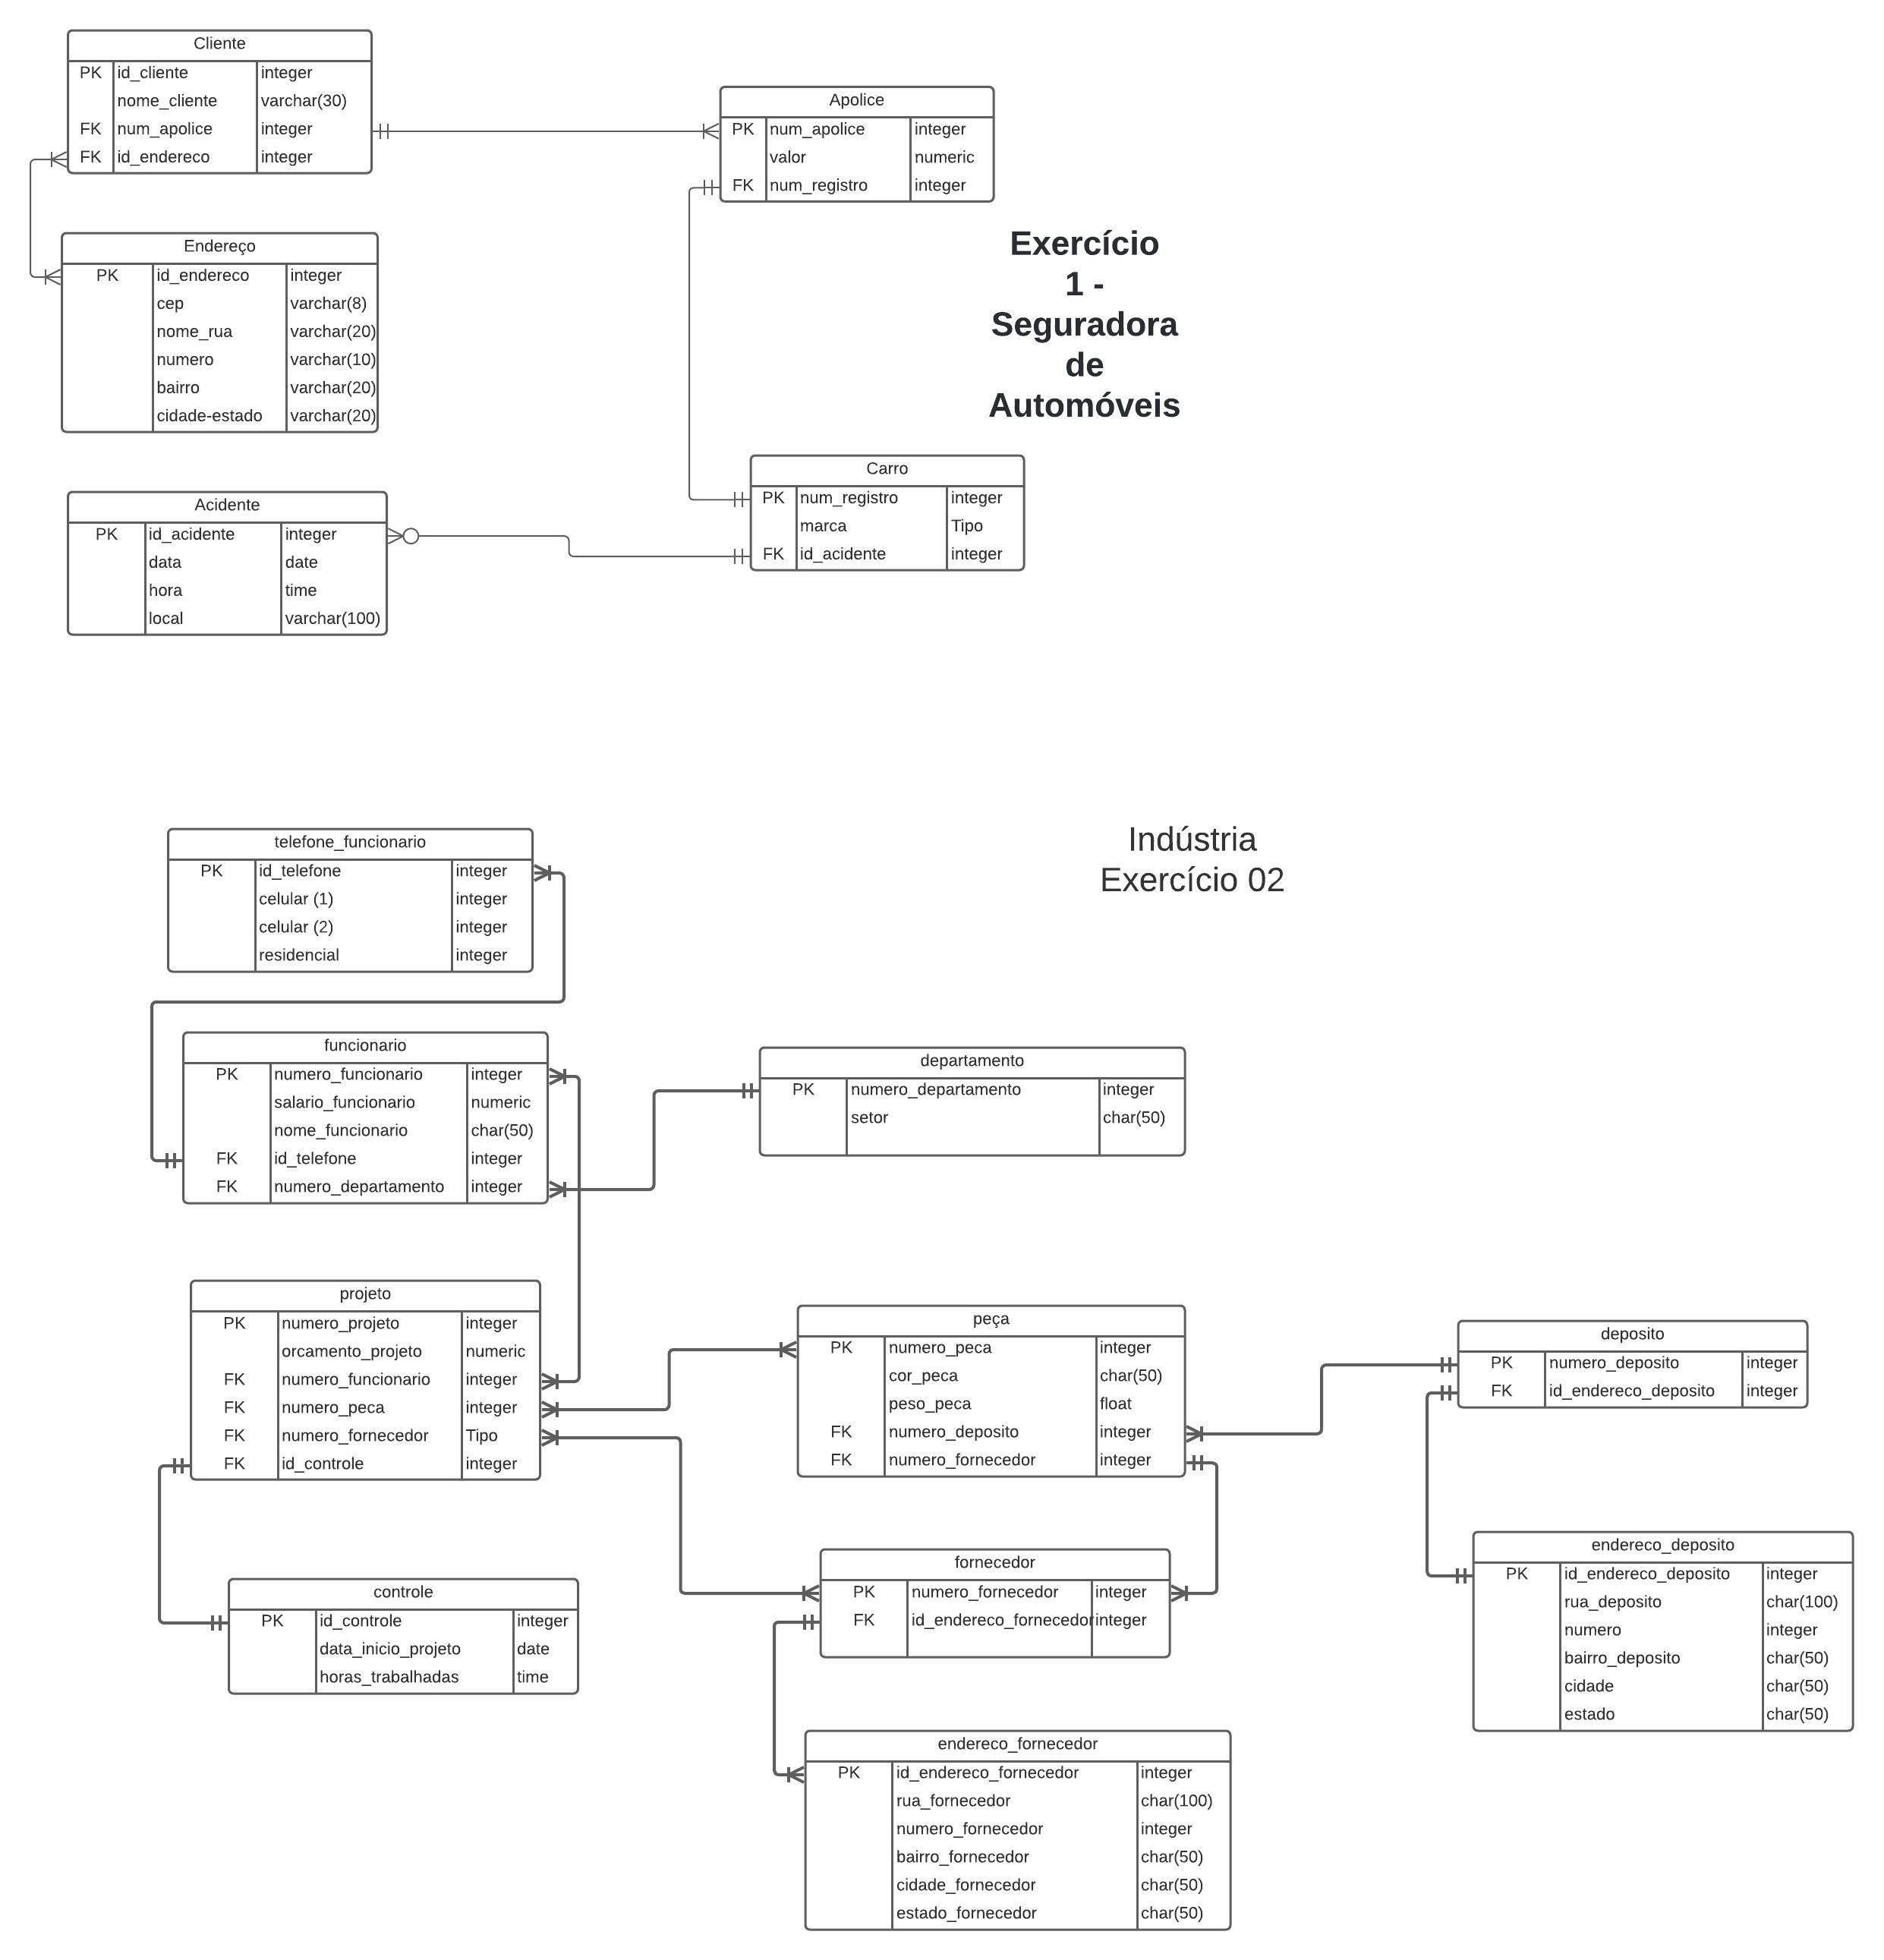 Cliente
PK id_cliente integer
nome_cliente varchar(30)
FK num_apolice integer
FK id_endereco integer
Apolice
PK num_apolice integer
valor numeric
FK num_registro integer
Endereço
PK id_endereco integer
cep varchar(8)
nome_rua varchar(20)
numero varchar(10)
bairro varchar(20)
cidade-estado varchar(20)
Exercício
1 -
Seguradora
de
Automóveis
Acidente
PK id_acidente integer
data date
hora time
local varchar(100)
Carro
PK num_registro integer
marca Tipo
FK id_acidente integer
Indústria
Exercício 02
telefone_funcionario
PK id_telefone integer
celular (1) integer
celular (2) integer
residencial integer
funcionario
PK numero_funcionario integer
salario_funcionario numeric
nome_funcionario char(50)
FK id_telefone integer
FK numero_departamento integer
departamento
PK numero_departamento integer
setor char(50)
projeto
PK numero_projeto integer
orcamento_projeto numeric
FK numero_funcionario integer
FK numero_peca integer
FK numero_fornecedor Tipo
FK id_controle integer
peça
PK numero_peca integer
cor_peca char(50)
peso_peca float
FK numero_deposito integer
FK numero_fornecedor integer
deposito
PK numero_deposito integer
FK id_endereco_deposito integer
controle
PK id_controle integer
data_inicio_projeto date
horas_trabalhadas time
fornecedor
PK numero_fornecedor integer
FK id_endereco_fornecedor integer
endereco_deposito
PK id_endereco_deposito integer
rua_deposito char(100)
numero integer
bairro_deposito char(50)
cidade char(50)
estado char(50)
endereco_fornecedor
PK id_endereco_fornecedor integer
rua_fornecedor char(100)
numero_fornecedor integer
bairro_fornecedor char(50)
cidade_fornecedor char(50)
estado_fornecedor char(50)